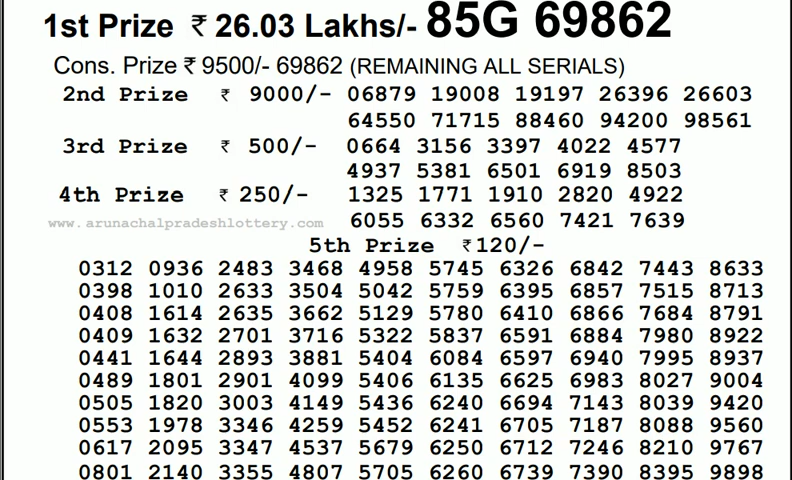 1st Prize ₹ 26.03 Lakhs/- 85G 69862
Cons. Prize ₹ 9500/- 69862 (REMAINING ALL SERIALS)
2nd Prize ₹ 9000/- 06879 19008 19197 26396 26603
64550 71715 88460 94200 98561
3rd Prize ₹ 500/- 0664 3156 3397 4022 4577
4937 5381 6501 6919 8503
4th Prize ₹ 250/- 1325 1771 1910 2820 4922
www.arunachalpradeshlottery.com 6055 6332 6560 7421 7639
5th Prize ₹120/-
0312 0936 2483 3468 4958 5745 6326 6842 7443 8633
0398 1010 2633 3504 5042 5759 6395 6857 7515 8713
0408 1614 2635 3662 5129 5780 6410 6866 7684 8791
0409 1632 2701 3716 5322 5837 6591 6884 7980 8922
0441 1644 2893 3881 5404 6084 6597 6940 7995 8937
0489 1801 2901 4099 5406 6135 6625 6983 8027 9004
0505 1820 3003 4149 5436 6240 6694 7143 8039 9420
0553 1978 3346 4259 5452 6241 6705 7187 8088 9560
0617 2095 3347 4537 5679 6250 6712 7246 8210 9767
0801 2140 3355 4807 5705 6260 6739 7390 8395 9898